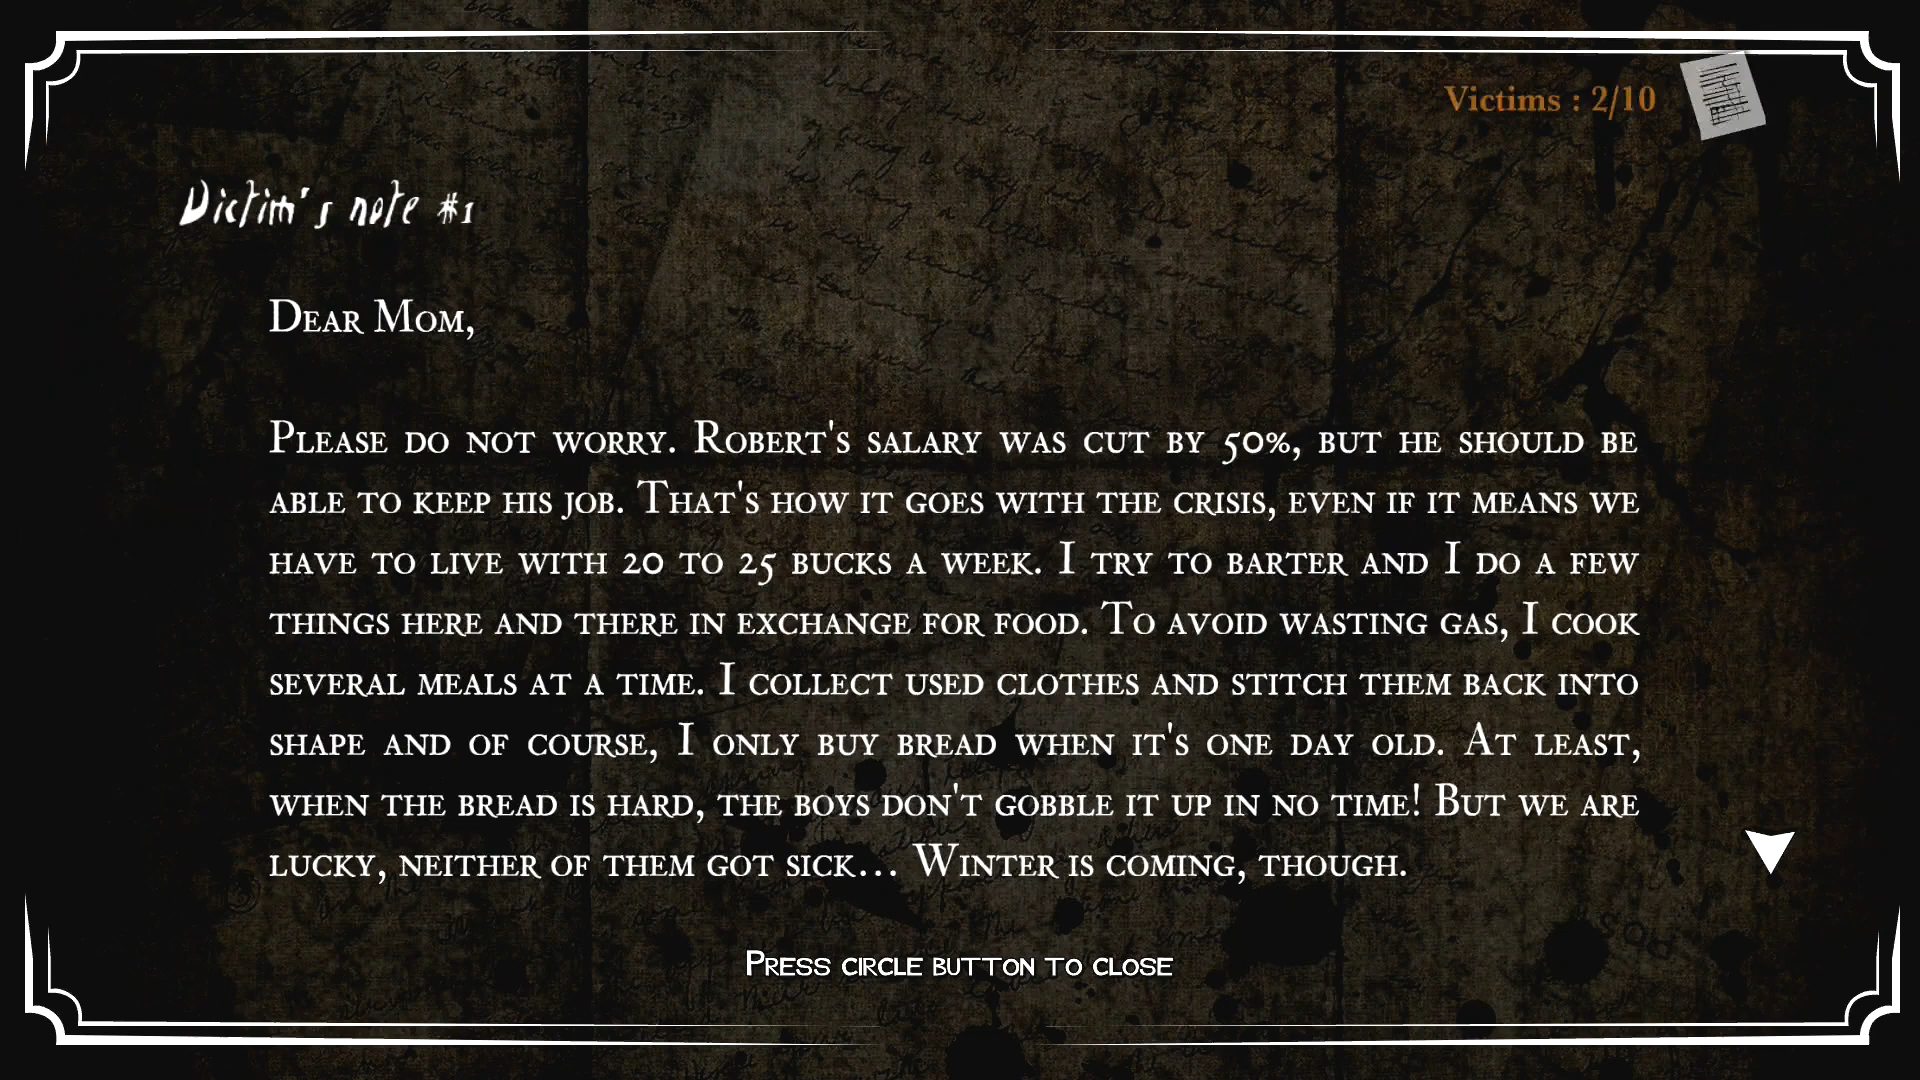 Victims : 2/10
Victim's note #1
Dear Mom,
Please do not worry. Robert's salary was cut by 50%, but he should be
able to keep his job. That's how it goes with the crisis, even if it means we
have to live with 20 to 25 bucks a week. I try to barter and I do a few
things here and there in exchange for food. To avoid wasting gas, I cook
several meals at a time. I collect used clothes and stitch them back into
shape and of course, I only buy bread when it's one day old. At least,
when the bread is hard, the boys don't gobble it up in no time! But we are
lucky, neither of them got sick... Winter is coming, though.
Press circle button to close